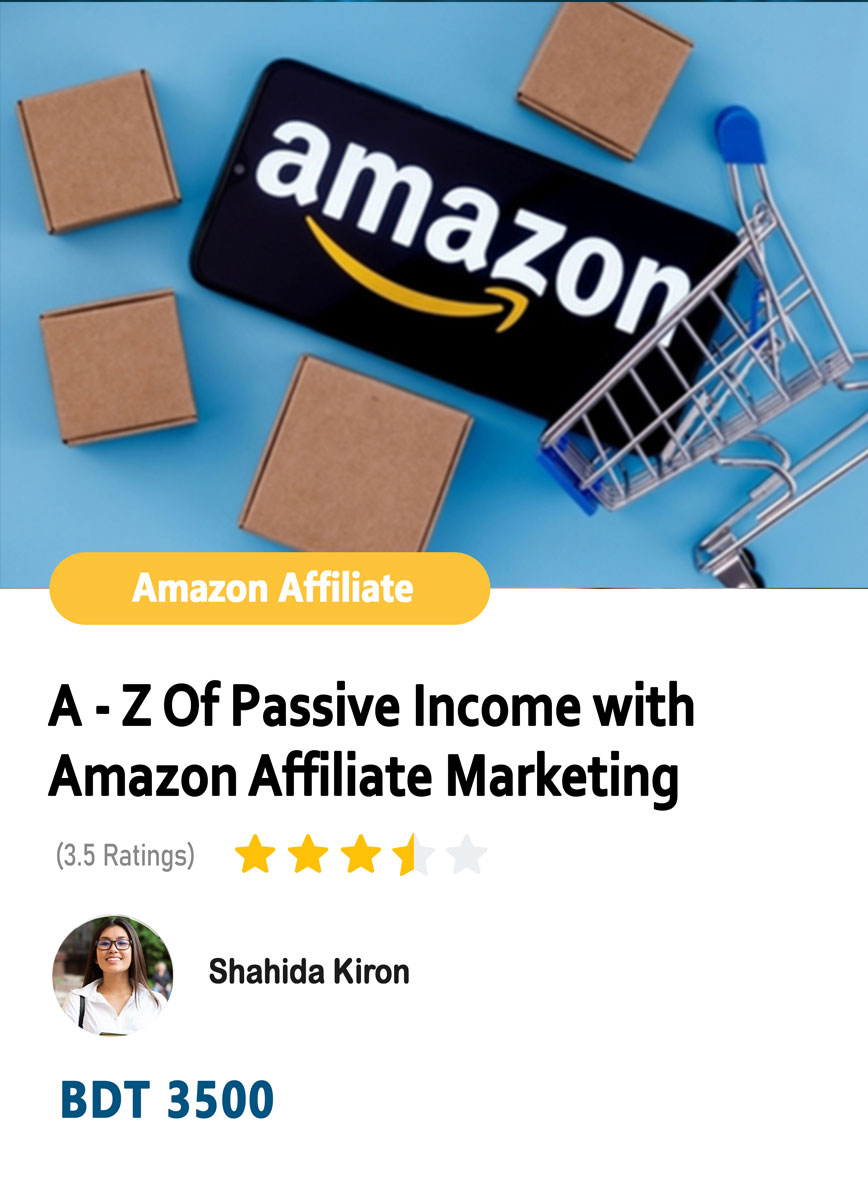 amazon
Amazon Affiliate
A - Z Of Passive Income with
Amazon Affiliate Marketing
(3.5 Ratings)
Shahida Kiron
BDT 3500